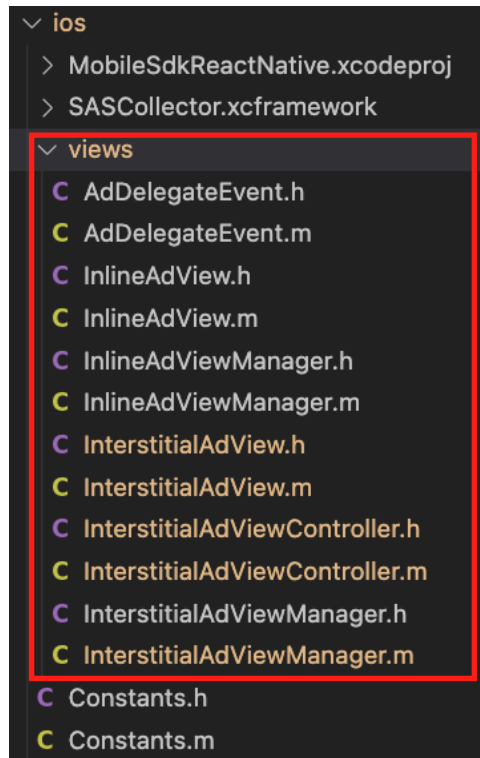 ios
MobileSdkReactNative.xcodeproj
SASCollector.xcframework
views
C AdDelegateEvent.h
C AdDelegateEvent.m
C InlineAdView.h
C InlineAdView.m
C InlineAdViewManager.h
C InlineAdViewManager.m
C InterstitialAdView.h
C InterstitialAdView.m
C InterstitialAdViewController.h
C InterstitialAdViewController.m
C InterstitialAdViewManager.h
C InterstitialAdViewManager.m
C Constants.h
C Constants.m